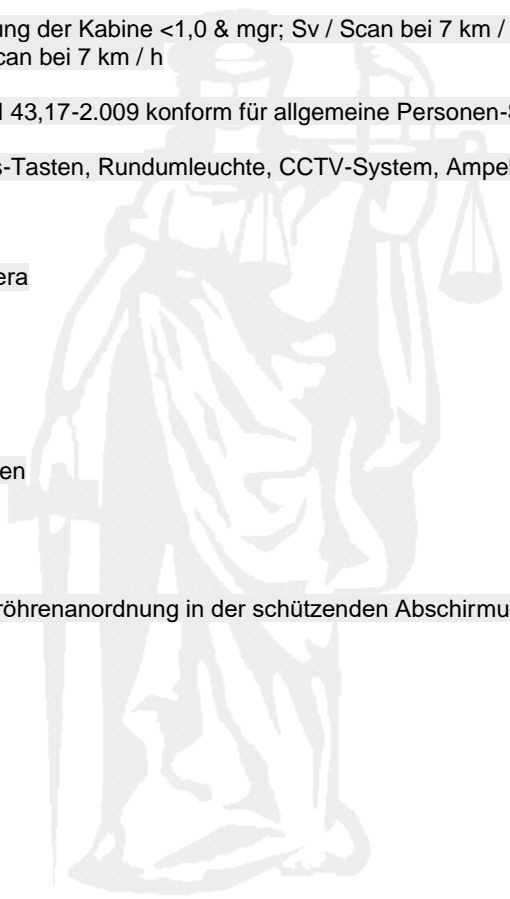 ung der Kabine <1,0 & mgr; Sv / Scan bei 7 km /
can bei 7 km / h
43,17-2.009 konform für allgemeine Personen-S
s-Tasten, Rundumleuchte, CCTV-System, Ampel
era
en
röhrenanordnung in der schützenden Abschirmu